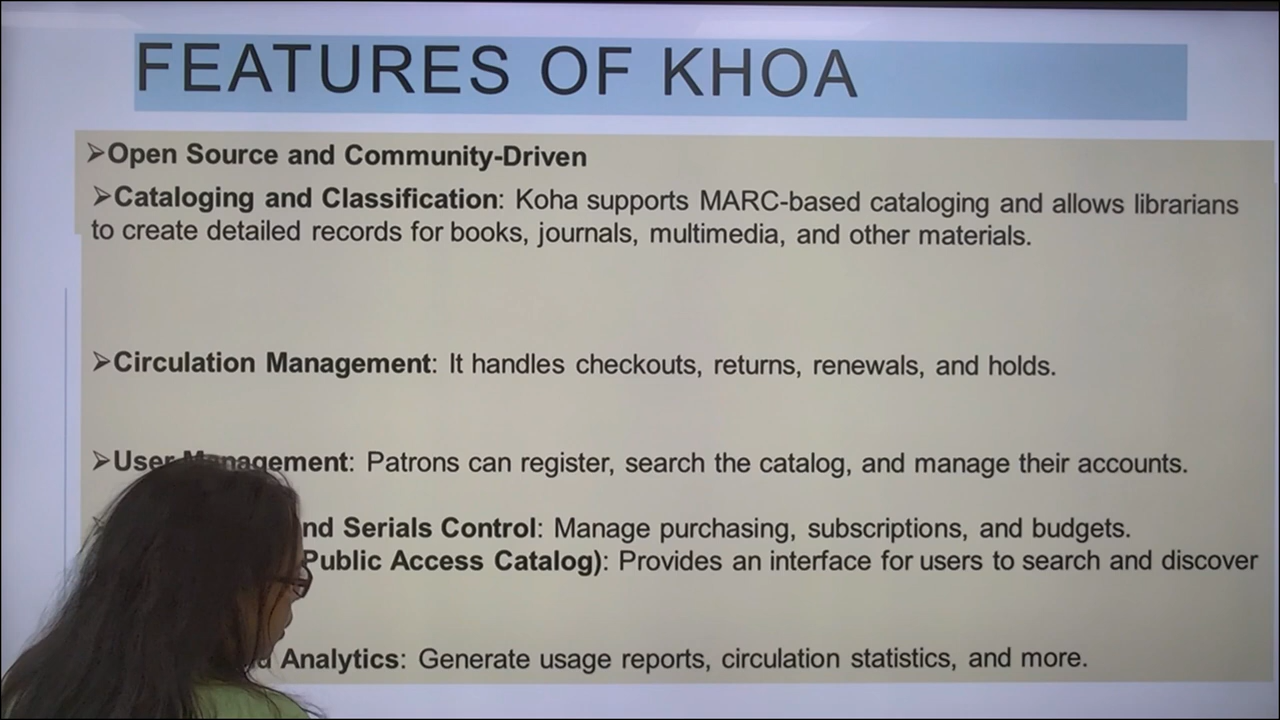 FEATURES OF KHOA
➢Open Source and Community-Driven
➢Cataloging and Classification: Koha supports MARC-based cataloging and allows librarians
to create detailed records for books, journals, multimedia, and other materials.
➢Circulation Management: It handles checkouts, returns, renewals, and holds.
➢User Management: Patrons can register, search the catalog, and manage their accounts.
Serials Control: Manage purchasing, subscriptions, and budgets.
Public Access Catalog): Provides an interface for users to search and discover
Analytics: Generate usage reports, circulation statistics, and more.